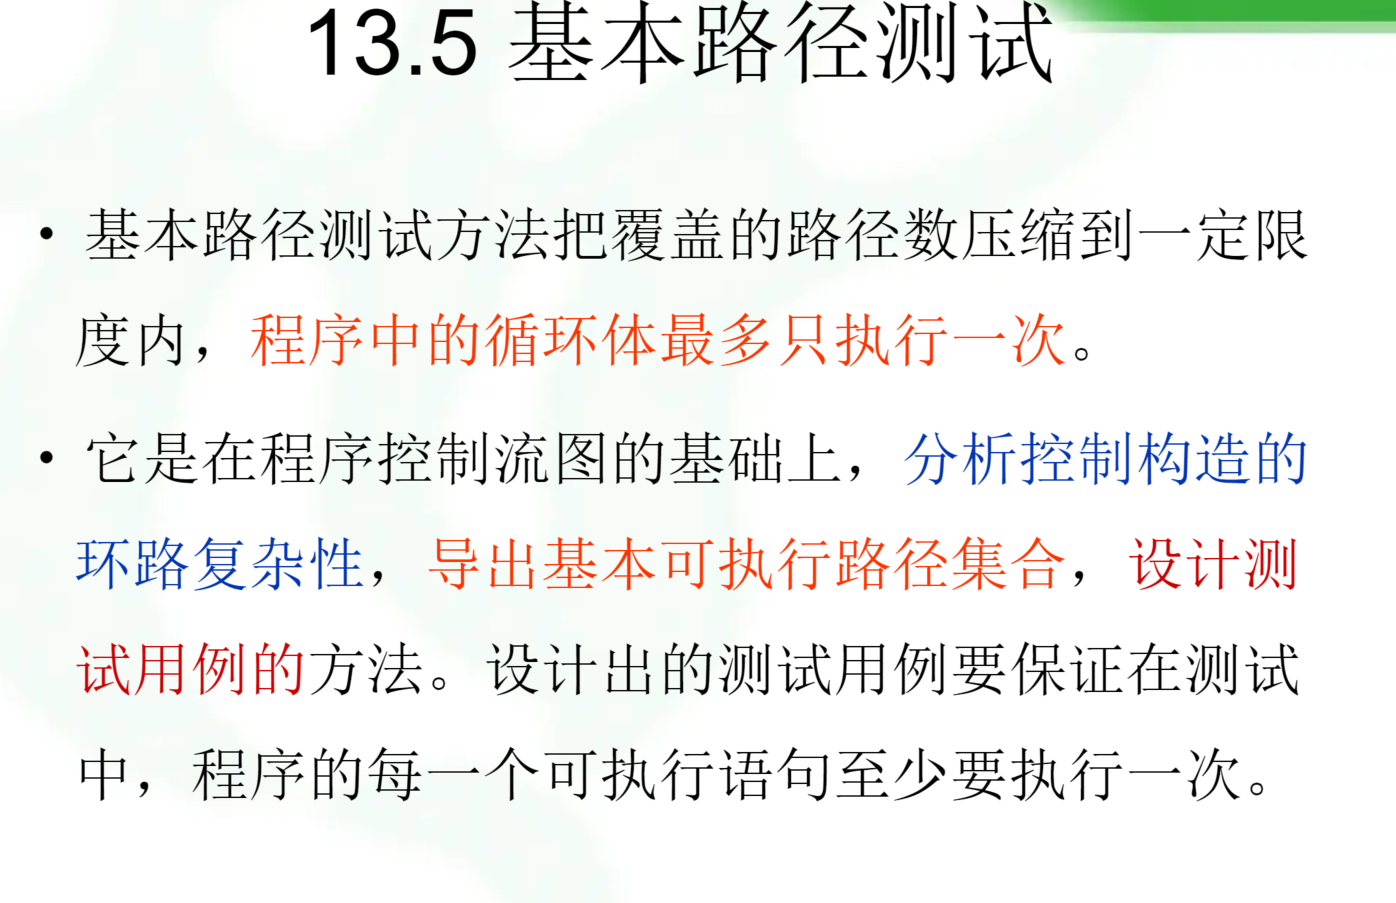 13.5 基本路径测试
• 基本路径测试方法把覆盖的路径数压缩到一定限
度内，程序中的循环体最多只执行一次。
• 它是在程序控制流图的基础上，分析控制构造的
环路复杂性，导出基本可执行路径集合，设计测
试用例的方法。设计出的测试用例要保证在测试
中，程序的每一个可执行语句至少要执行一次。